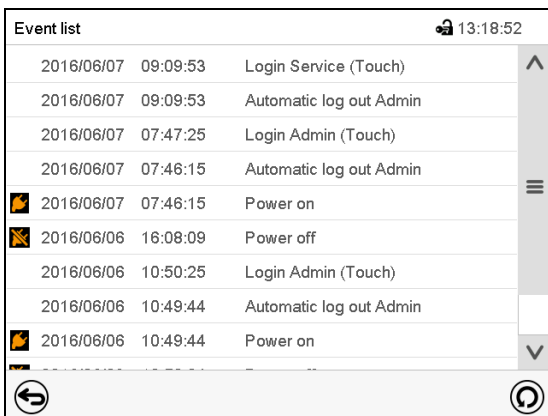 Event list 13:18:52
2016/06/07 09:09:53 Login Service (Touch)
2016/06/07 09:09:53 Automatic log out Admin
2016/06/07 07:47:25 Login Admin (Touch)
2016/06/07 07:46:15 Automatic log out Admin
2016/06/07 07:46:15 Power on
2016/06/06 16:08:09 Power off
2016/06/06 10:50:25 Login Admin (Touch)
2016/06/06 10:49:44 Automatic log out Admin
2016/06/06 10:49:44 Power on